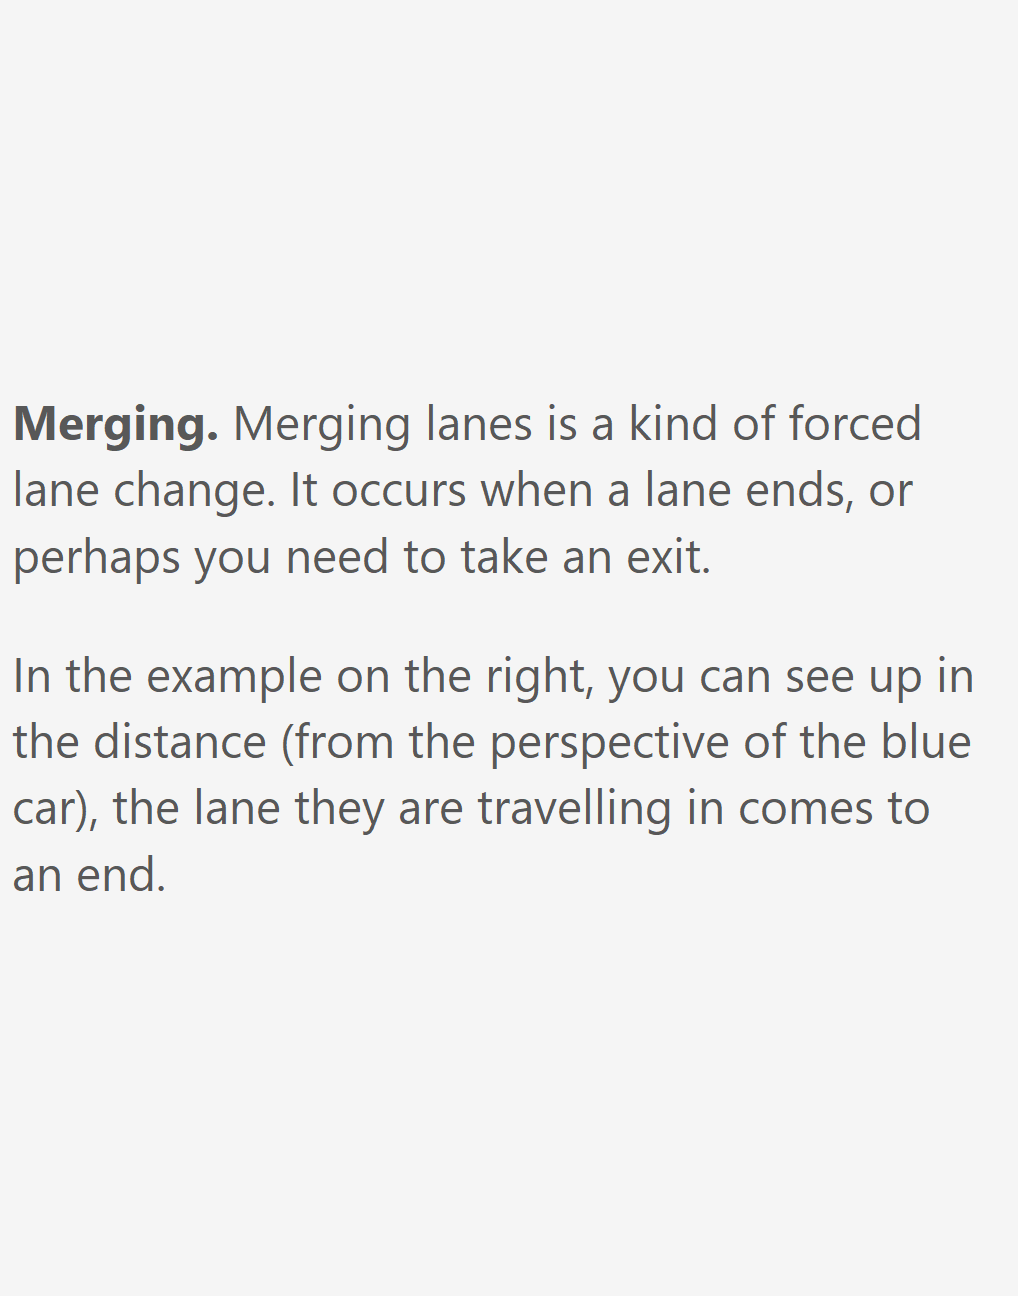 Merging. Merging lanes is a kind of forced
lane change. It occurs when a lane ends, or
perhaps you need to take an exit.
In the example on the right, you can see up in
the distance (from the perspective of the blue
car), the lane they are travelling in comes to
an end.